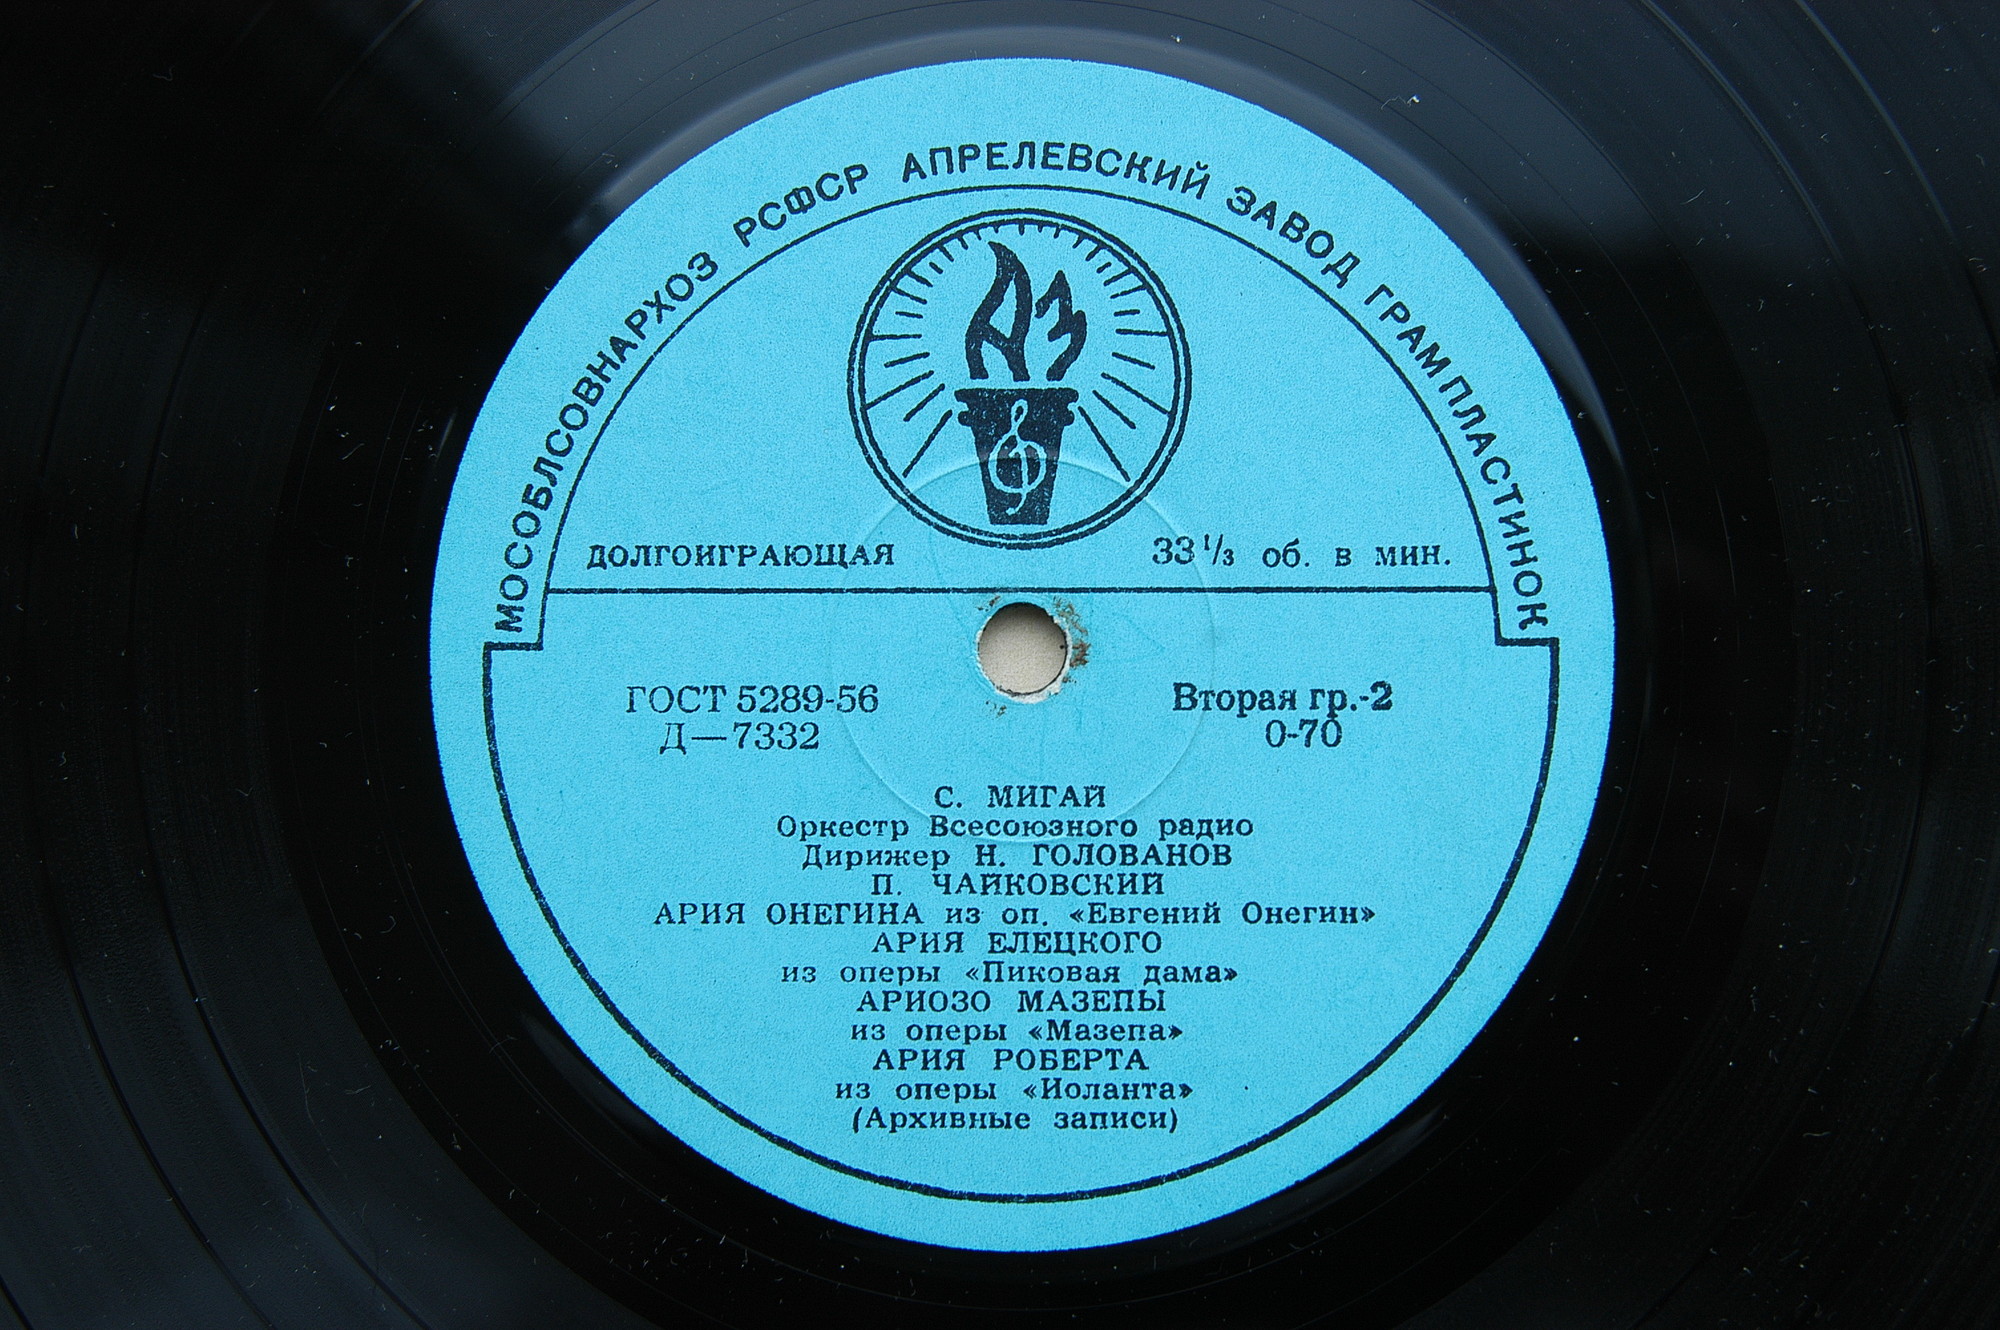 МОСОБЛСОВНАРХОЗ РСФСР АПРЕЛЕВСКИЙ ЗАВОД ГРАМПЛАСТИНОК
АЗ
ДОЛГОИГРАЮЩАЯ 33⅓ об. в мин.
ГОСТ 5289-56 Вторая гр.-2
Д—7332 0-70
С. МИГАЙ
Оркестр Всесоюзного радио
Дирижер Н. ГОЛОВАНОВ
П. ЧАЙКОВСКИЙ
АРИЯ ОНЕГИНА из оп. «Евгений Онегин»
АРИЯ ЕЛЕЦКОГО
из оперы «Пиковая дама»
АРИОЗО МАЗЕПЫ
из оперы «Мазепа»
АРИЯ РОБЕРТА
из оперы «Иоланта»
(Архивные записи)